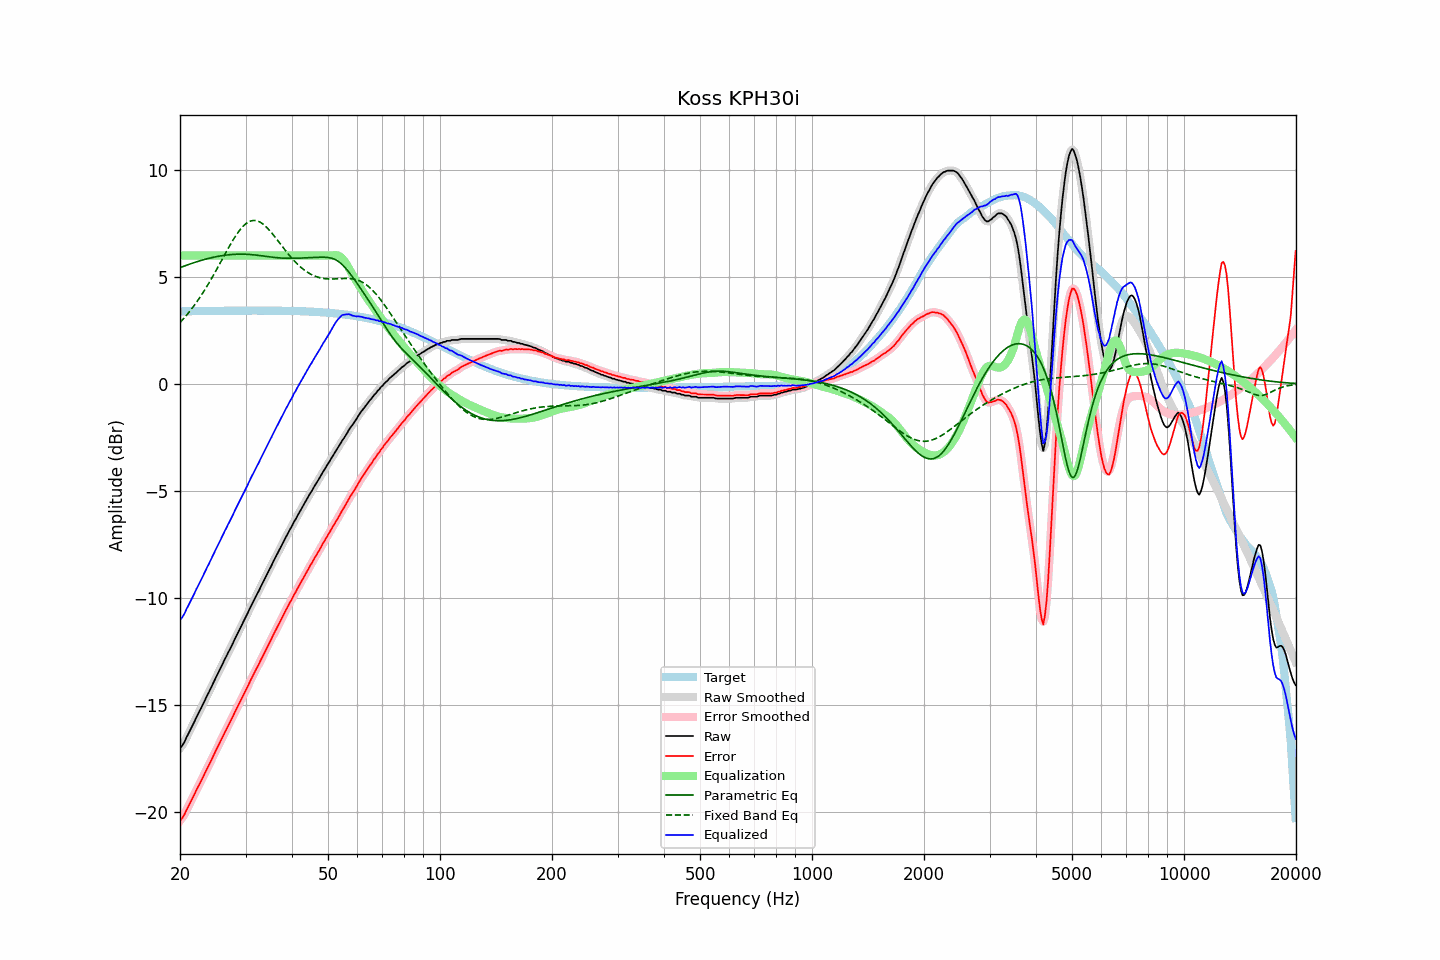 Koss KPH30i
10
5
0
−5
−10
−15
−20
Amplitude (dBr)
20
50
100
200
500
1000
2000
5000
10000
20000
Frequency (Hz)
Target
Raw Smoothed
Error Smoothed
Raw
Error
Equalization
Parametric Eq
Fixed Band Eq
Equalized